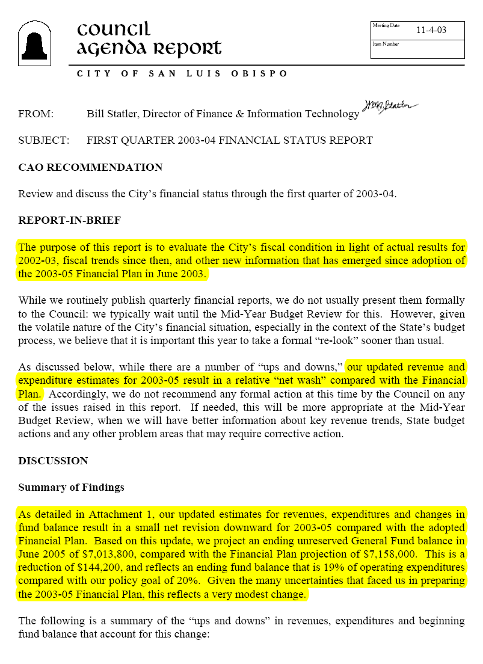 council
agenda report
Meeting Date
11-4-03
Item Number
CITY OF SAN LUIS OBISPO
FROM: Bill Statler, Director of Finance & Information Technology
SUBJECT: FIRST QUARTER 2003-04 FINANCIAL STATUS REPORT
CAO RECOMMENDATION
Review and discuss the City's financial status through the first quarter of 2003-04.
REPORT-IN-BRIEF
The purpose of this report is to evaluate the City's fiscal condition in light of actual results for
2002-03, fiscal trends since then, and other new information that has emerged since adoption of
the 2003-05 Financial Plan in June 2003.
While we routinely publish quarterly financial reports, we do not usually present them formally
to the Council: we typically wait until the Mid-Year Budget Review for this. However, given
the volatile nature of the City's financial situation, especially in the context of the State's budget
process, we believe that it is important this year to take a formal "re-look" sooner than usual.
As discussed below, while there are a number of "ups and downs," our updated revenue and
expenditure estimates for 2003-05 result in a relative "net wash" compared with the Financial
Plan. Accordingly, we do not recommend any formal action at this time by the Council on any
of the issues raised in this report. If needed, this will be more appropriate at the Mid-Year
Budget Review, when we will have better information about key revenue trends, State budget
actions and any other problem areas that may require corrective action.
DISCUSSION
Summary of Findings
As detailed in Attachment 1, our updated estimates for revenues, expenditures and changes in
fund balance result in a small net revision downward for 2003-05 compared with the adopted
Financial Plan. Based on this update, we project an ending unreserved General Fund balance in
June 2005 of $7,013,800, compared with the Financial Plan projection of $7,158,000. This is a
reduction of $144,200, and reflects an ending fund balance that is 19% of operating expenditures
compared with our policy goal of 20%. Given the many uncertainties that faced us in preparing
the 2003-05 Financial Plan, this reflects a very modest change.
The following is a summary of the "ups and downs" in revenues, expenditures and beginning
fund balance that account for this change: